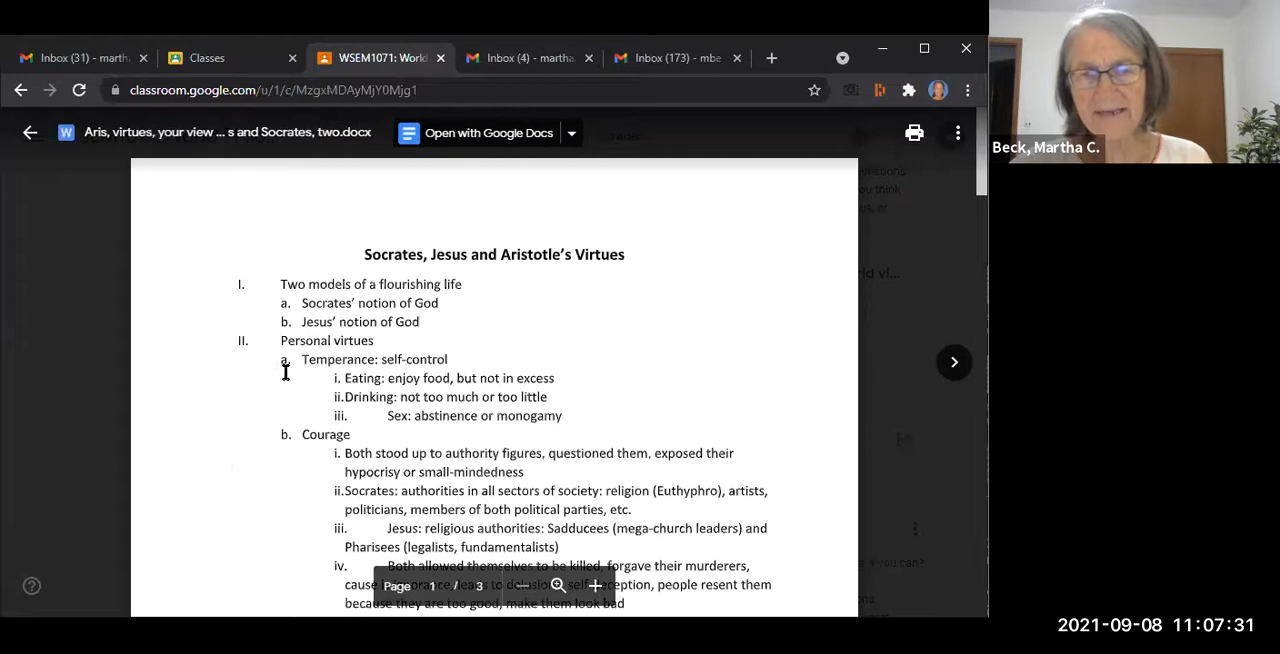 Inbox (31) - marth
Classes
WSEM1071: World
Inbox (4) - martha.
Inbox (173) - mbe
classroom.google.com/u/1/c/MzgxMDAyMjY0Mjg1
Aris, virtues, your view ... s and Socrates, two.docx
Open with Google Docs
Beck, Martha C.
Socrates, Jesus and Aristotle's Virtues
I. Two models of a flourishing life
a. Socrates' notion of God
b. Jesus' notion of God
II. Personal virtues
a. Temperance: self-control
i. Eating: enjoy food, but not in excess
ii.Drinking: not too much or too little
iii. Sex: abstinence or monogamy
b. Courage
i. Both stood up to authority figures, questioned them, exposed their
hypocrisy or small-mindedness
ii.Socrates: authorities in all sectors of society: religion (Euthyphro), artists,
politicians, members of both political parties, etc.
iii. Jesus: religious authorities: Sadducees (mega-church leaders) and
Pharisees (legalists, fundamentalists)
iv. Both allowed themselves to be killed, forgave their murderers,
cause ignorance, leads to delusion, self-deception, people resent them
because they are too good, make them look bad
Page 1 / 3
you can?
2021-09-08 11:07:31